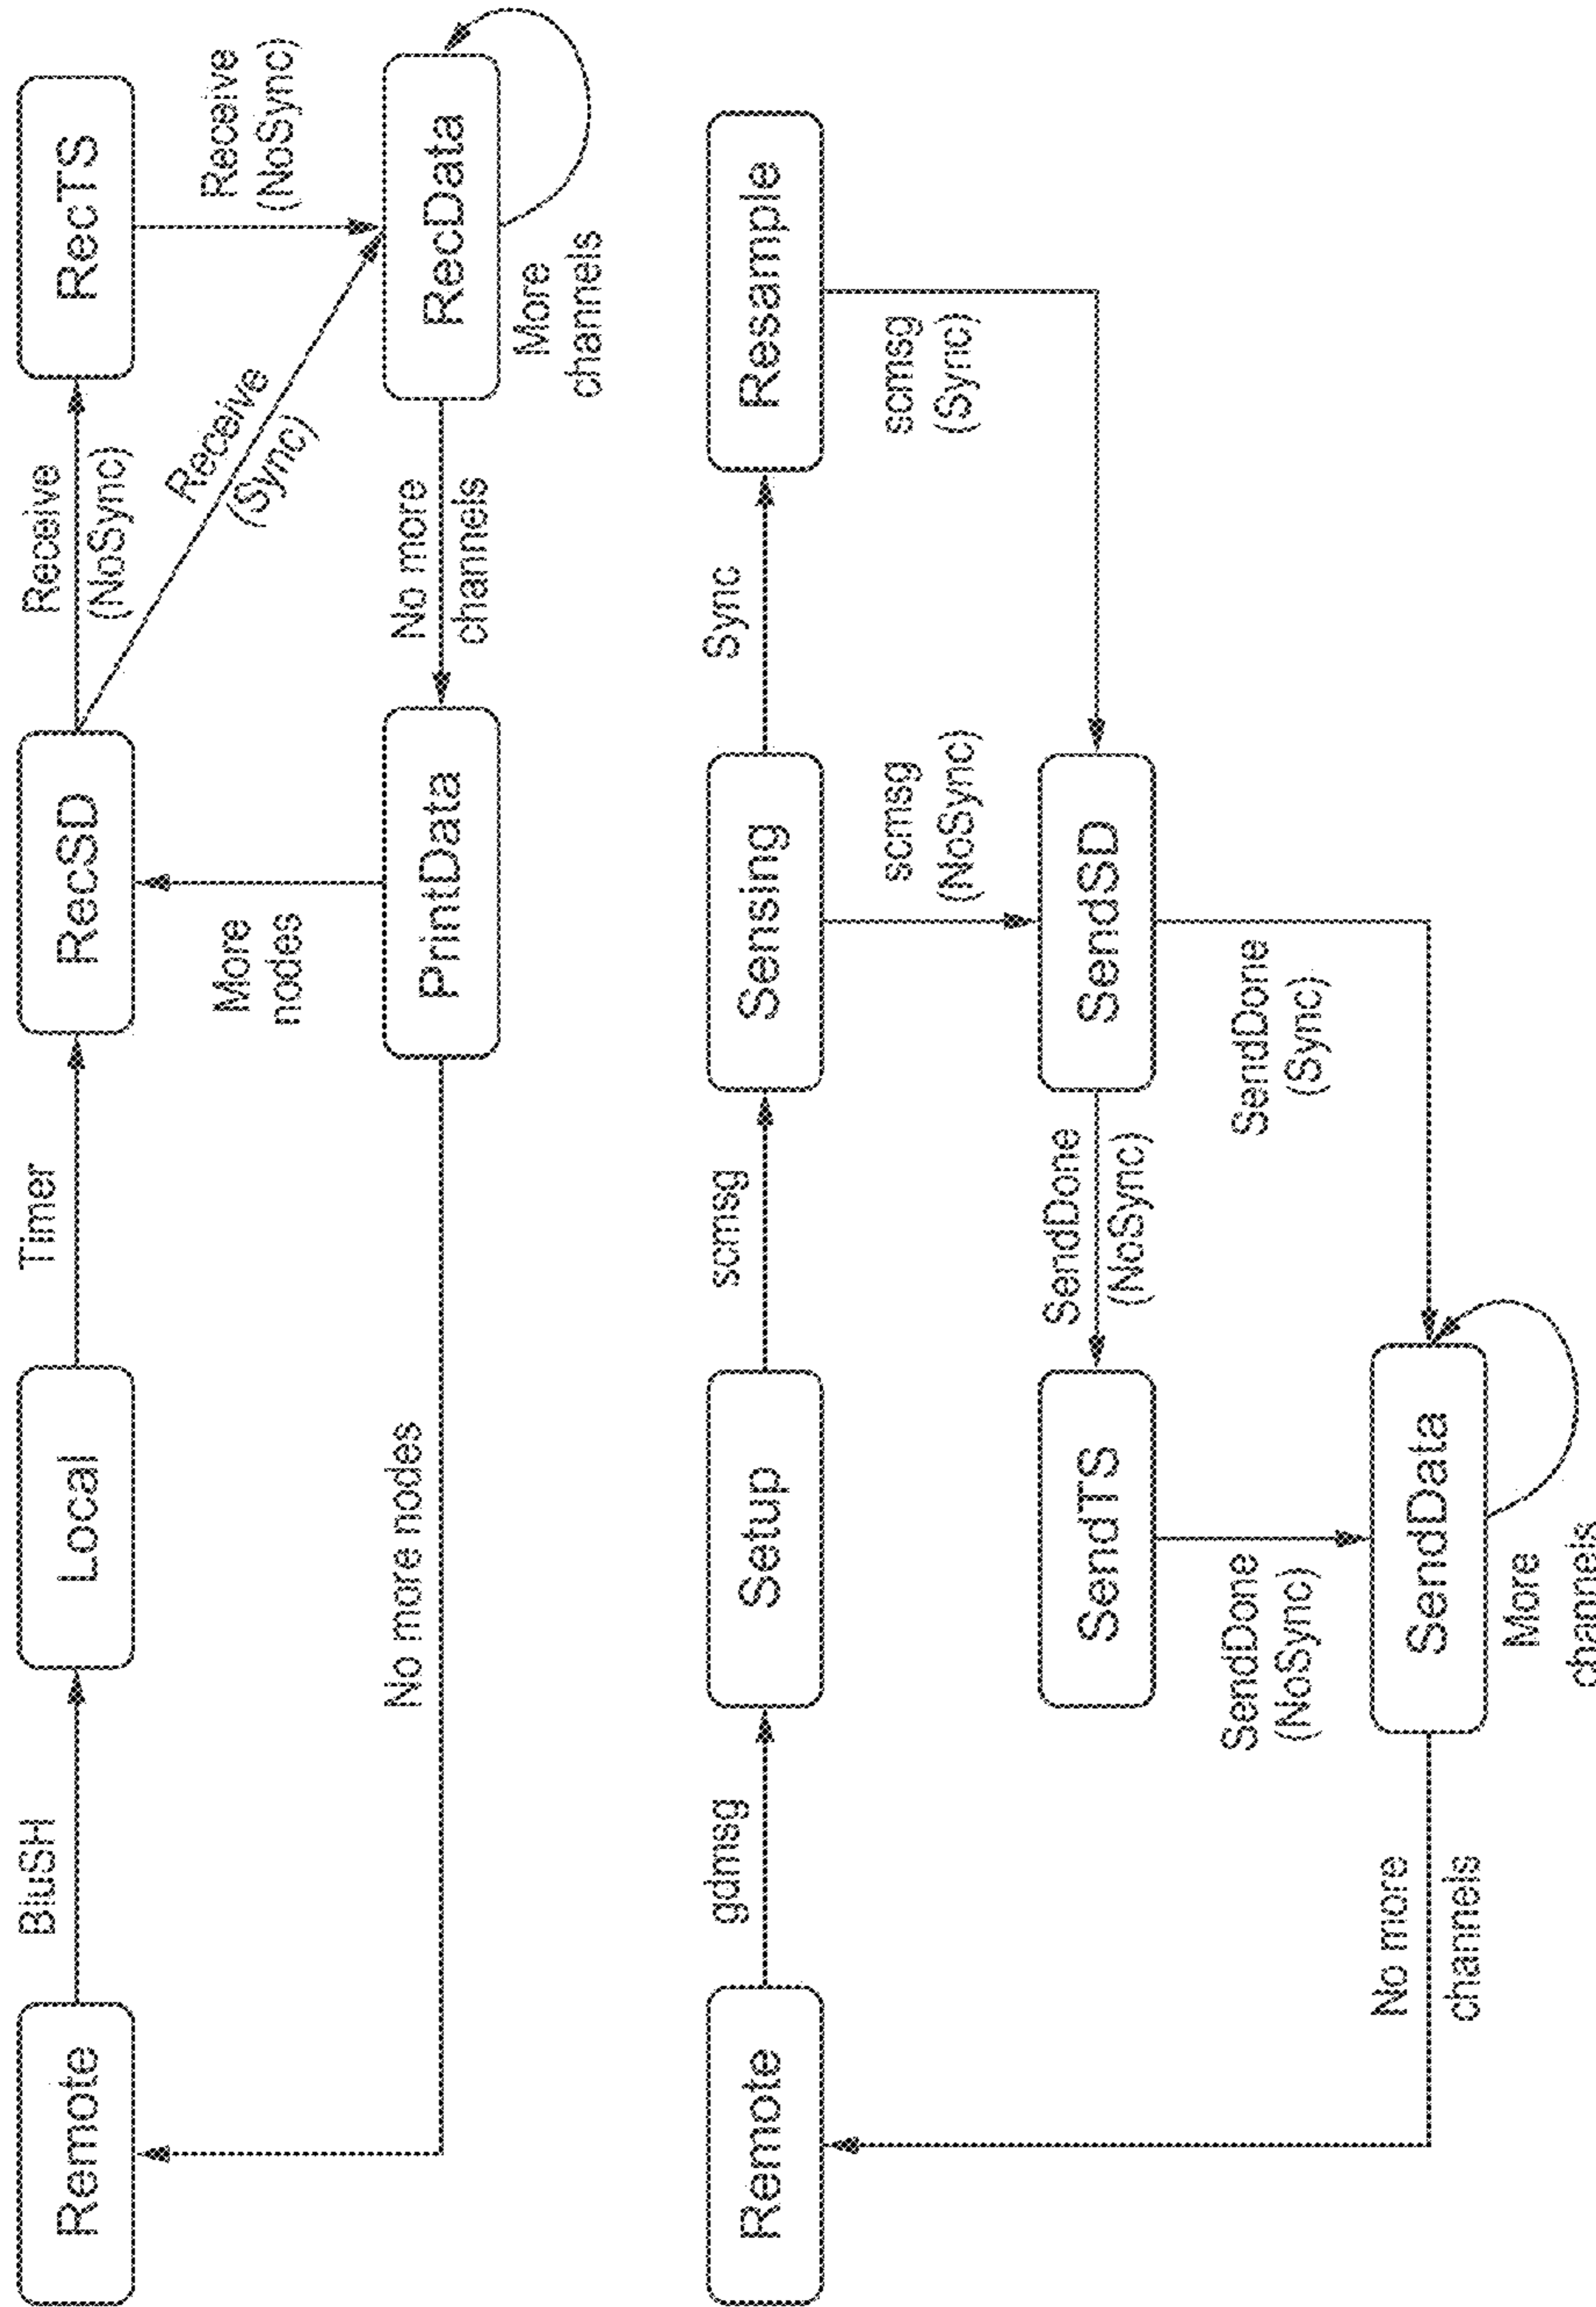 Remote
BluSH
Local
Timer
RecSD
Receive
(NoSync)
RecTS
Receive
(Sync)
Receive
(NoSync)
More
nodes
No more nodes
PrintData
No more
channels
RecData
More
channels
Remote
gdmsg
Setup
scmsg
Sensing
Sync
Resample
scmsg
(NoSync)
scmsg
(Sync)
SendTS
SendDone
(NoSync)
SendSD
SendDone
(NoSync)
SendDone
(Sync)
No more
channels
SendData
More
channels